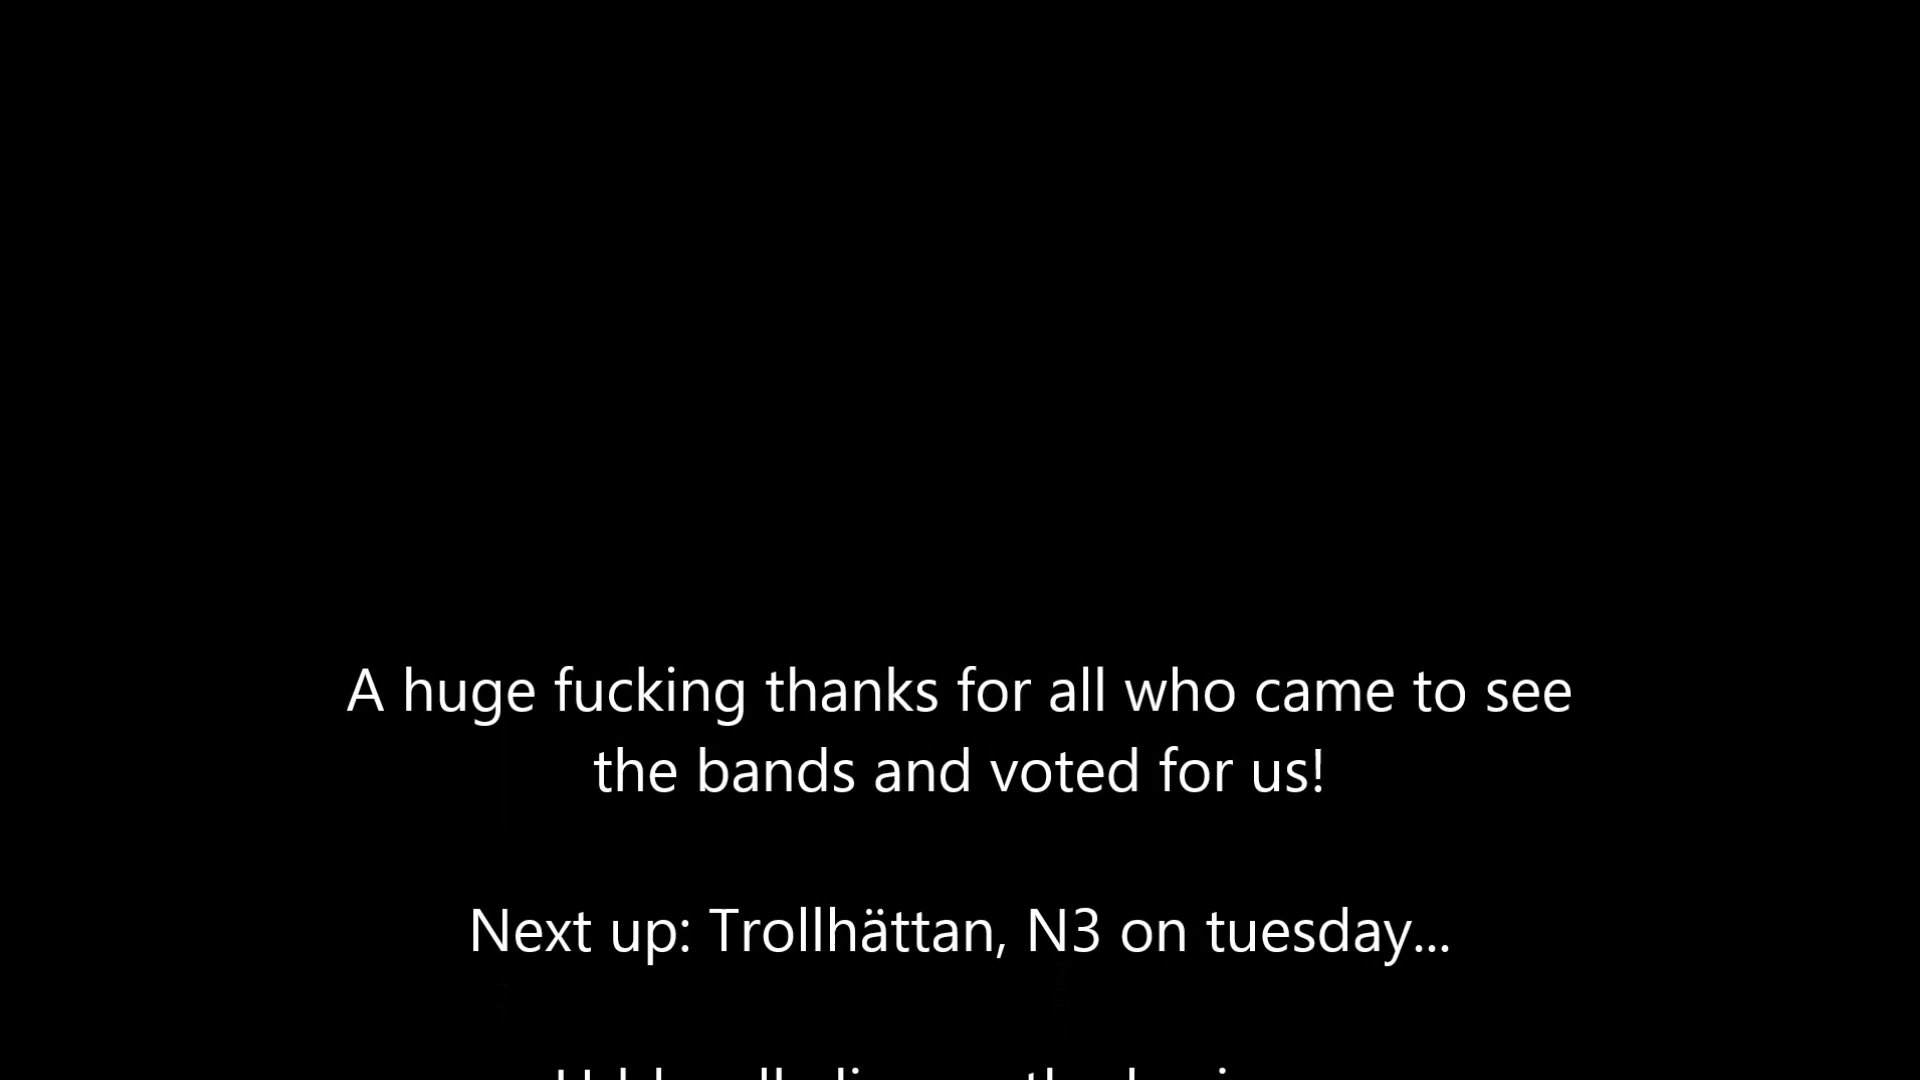 A huge fucking thanks for all who came to see
the bands and voted for us!
Next up: Trollhättan, N3 on tuesday...